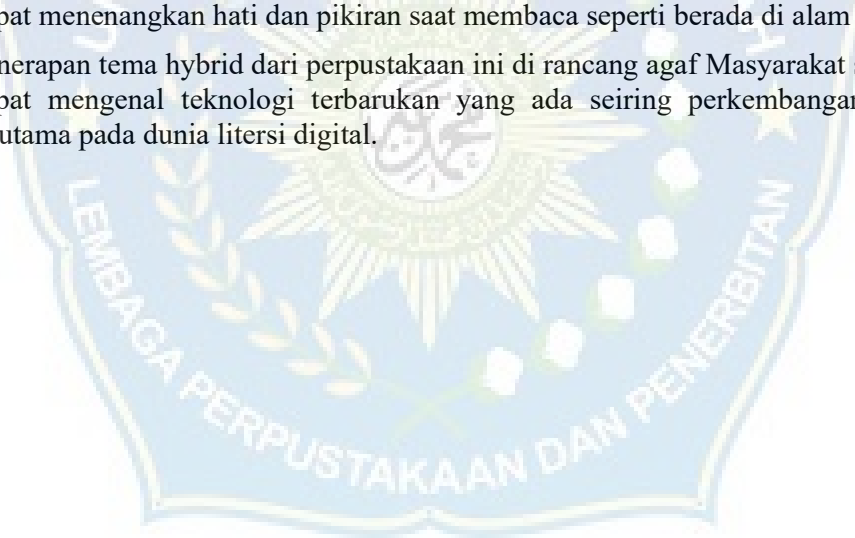 pat menenangkan hati dan pikiran saat membaca seperti berada di alam
nerapan tema hybrid dari perpustakaan ini di rancang agaf Masyarakat
pat mengenal teknologi terbarukan yang ada seiring perkembangan
utama pada dunia litersi digital.
LEMBAGA PERPUSTAKAAN DAN PENERBITAN